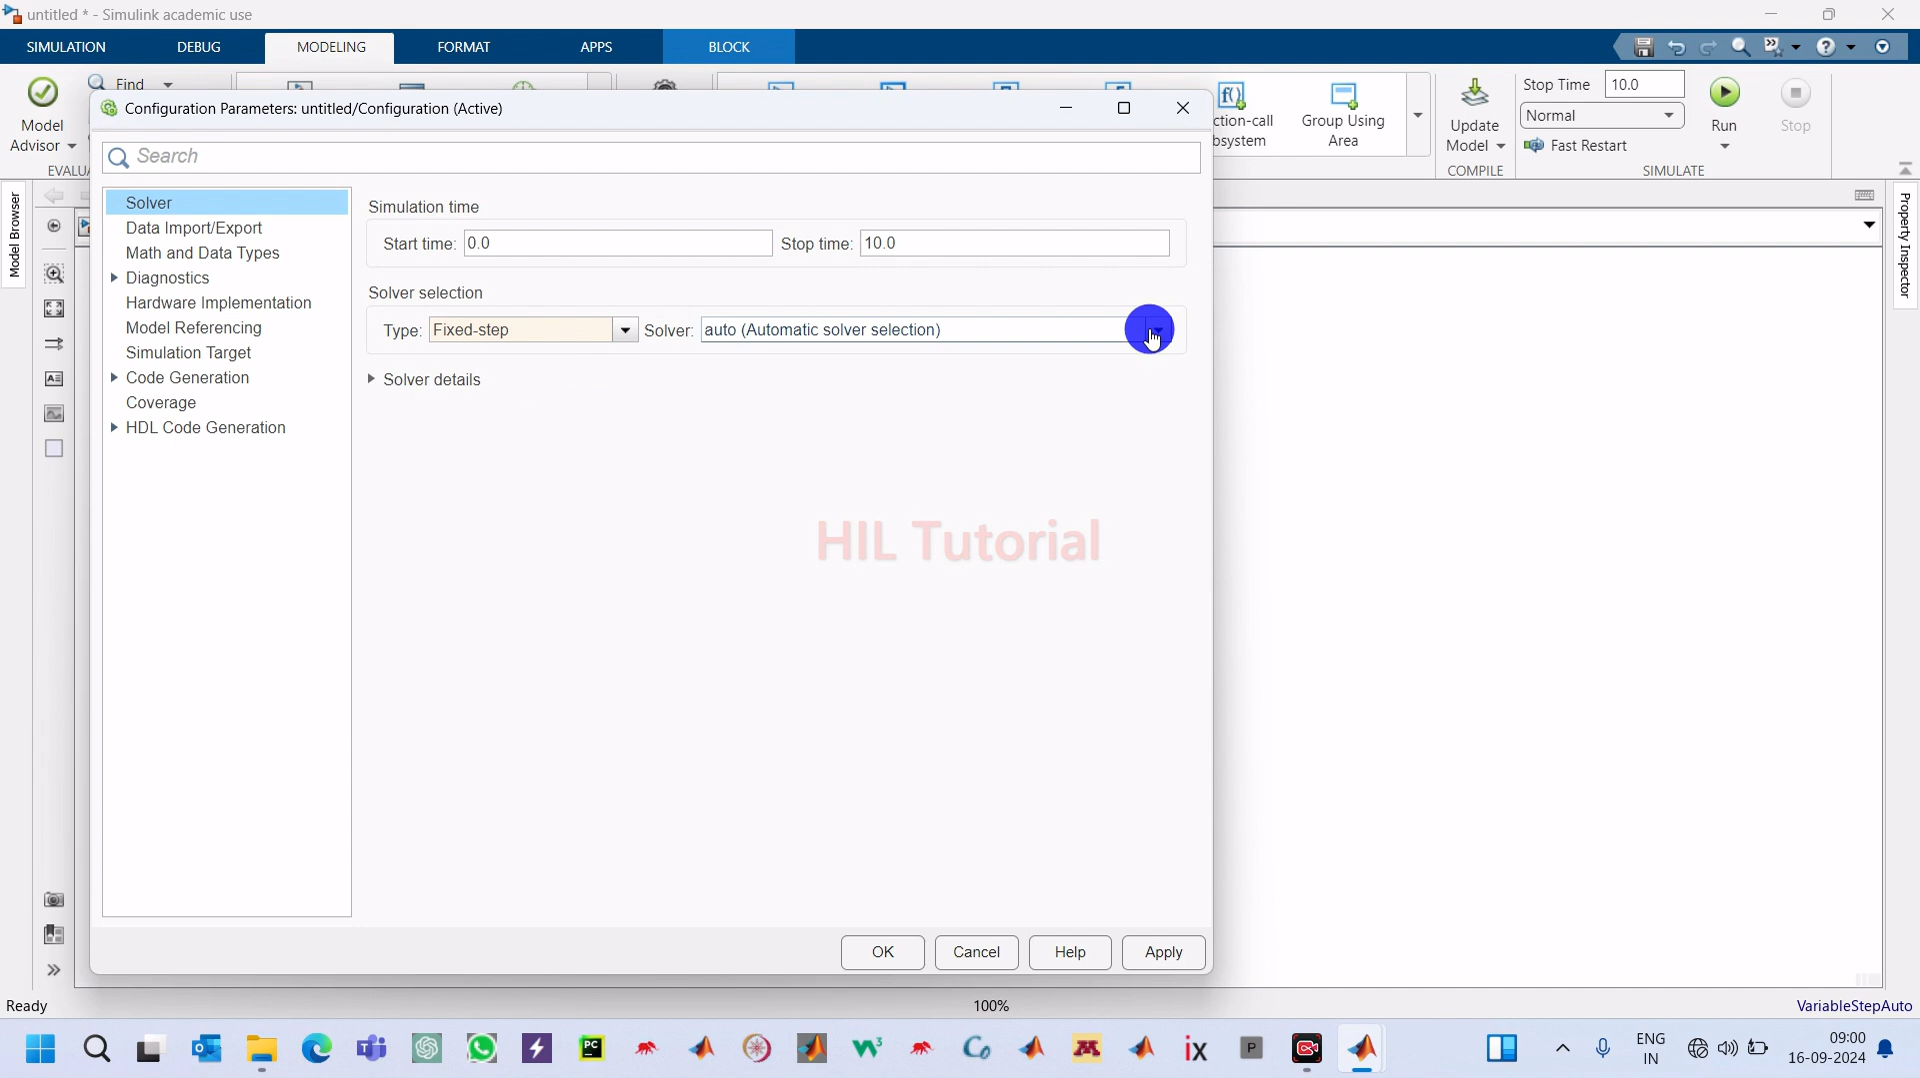 untitled * - Simulink academic use
SIMULATION DEBUG MODELING FORMAT APPS BLOCK
Model Advisor
Find
EVALU
Configuration Parameters: untitled/Configuration (Active)
Search
Solver
Data Import/Export
Math and Data Types
Diagnostics
Hardware Implementation
Model Referencing
Simulation Target
Code Generation
Coverage
HDL Code Generation
Simulation time
Start time: 0.0 Stop time: 10.0
Solver selection
Type: Fixed-step Solver: auto (Automatic solver selection)
Solver details
HIL Tutorial
OK Cancel Help Apply
ction-call
bsystem
Group Using
Area
Update
Model
COMPILE
Stop Time 10.0
Normal
Fast Restart
Run
Stop
SIMULATE
Model Browser
Property Inspector
Ready 100% VariableStepAuto
PC
W3
Co
M
ix
P
ENG
IN
09:00
16-09-2024